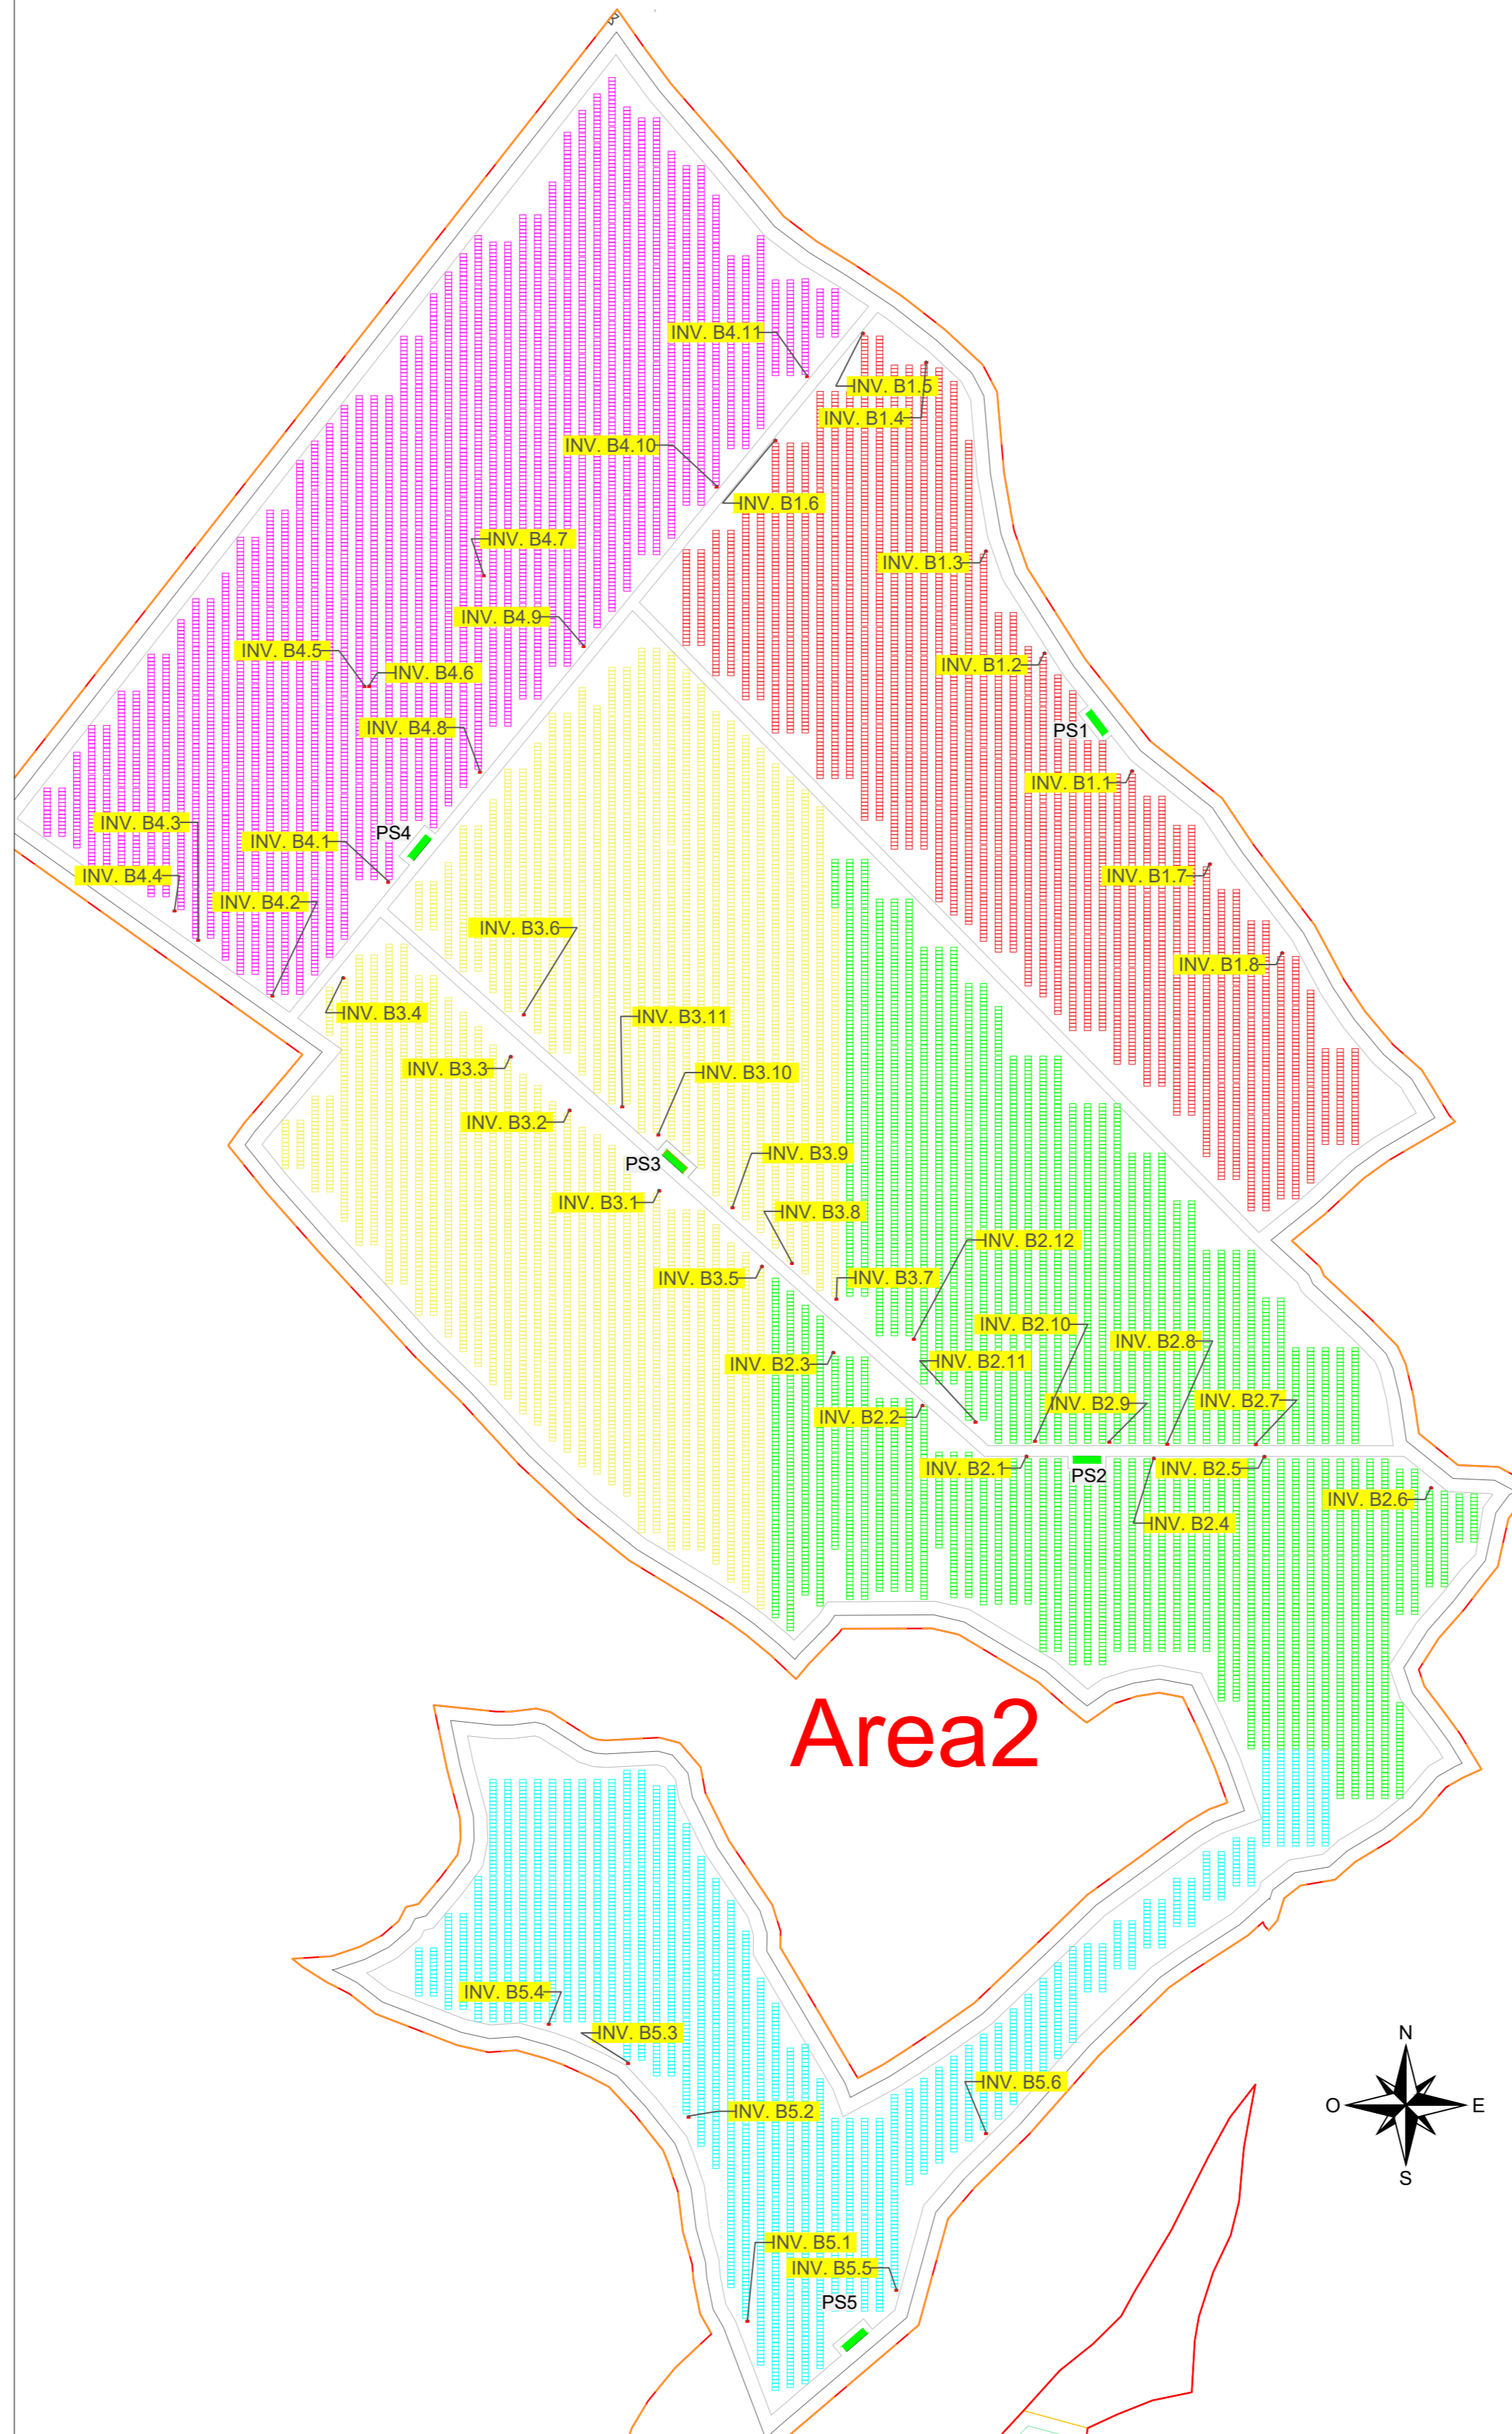 INV. B4.11
INV. B1.5
INV. B1.4
INV. B4.10
INV. B1.6
INV. B4.7
INV. B1.3
INV. B4.9
INV. B4.5
INV. B4.6
INV. B1.2
INV. B4.8
PS1
INV. B1.1
INV. B4.3
PS4
INV. B4.1
INV. B4.4
INV. B1.7
INV. B4.2
INV. B3.6
INV. B1.8
INV. B3.4
INV. B3.11
INV. B3.3
INV. B3.10
INV. B3.2
INV. B3.9
PS3
INV. B3.1
INV. B3.8
INV. B2.12
INV. B3.5
INV. B3.7
INV. B2.10
INV. B2.8
INV. B2.3
INV. B2.11
INV. B2.9
INV. B2.7
INV. B2.2
INV. B2.1
PS2
INV. B2.5
INV. B2.6
INV. B2.4
Area2
INV. B5.4
INV. B5.3
N
INV. B5.6
O
E
INV. B5.2
S
INV. B5.1
INV. B5.5
PS5